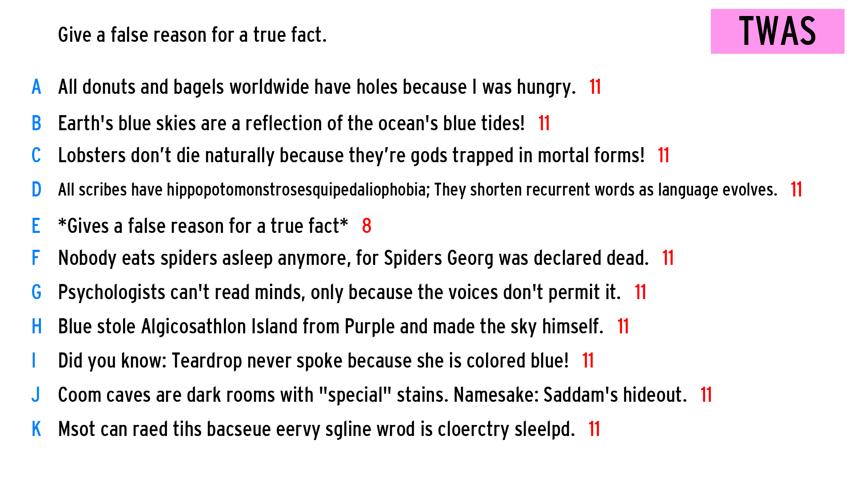 Give a false reason for a true fact.
TWAS
A All donuts and bagels worldwide have holes because I was hungry. 11
B Earth's blue skies are a reflection of the ocean's blue tides! 11
C Lobsters don’t die naturally because they’re gods trapped in mortal forms! 11
D All scribes have hippopotomonstrosesquipedaliophobia; They shorten recurrent words as language evolves. 11
E *Gives a false reason for a true fact* 8
F Nobody eats spiders asleep anymore, for Spiders Georg was declared dead. 11
G Psychologists can't read minds, only because the voices don't permit it. 11
H Blue stole Algicosathlon Island from Purple and made the sky himself. 11
I Did you know: Teardrop never spoke because she is colored blue! 11
J Coom caves are dark rooms with "special" stains. Namesake: Saddam's hideout. 11
K Msot can raed tihs bacseue eervy sgline wrod is cloerctry sleelpd. 11